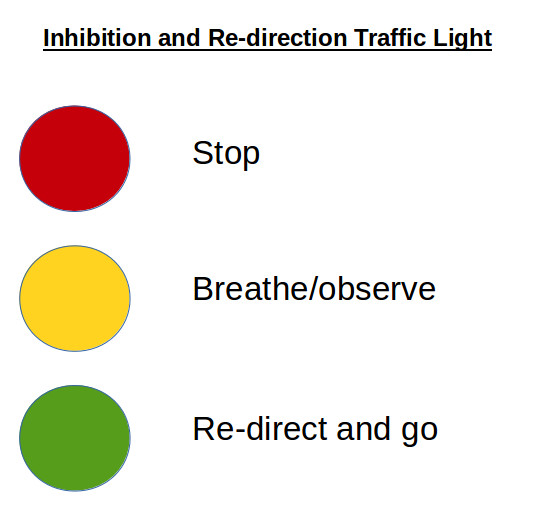 Inhibition and Re-direction Traffic Light
Stop
Breathe/observe
Re-direct and go